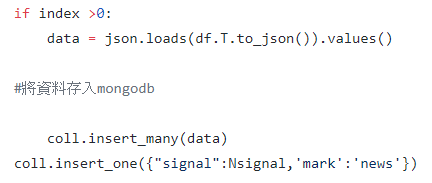 if index >0:
    data = json.loads(df.T.to_json()).values()
#將資料存入mongodb
    coll.insert_many(data)
coll.insert_one({"signal":Nsignal,'mark':'news'})